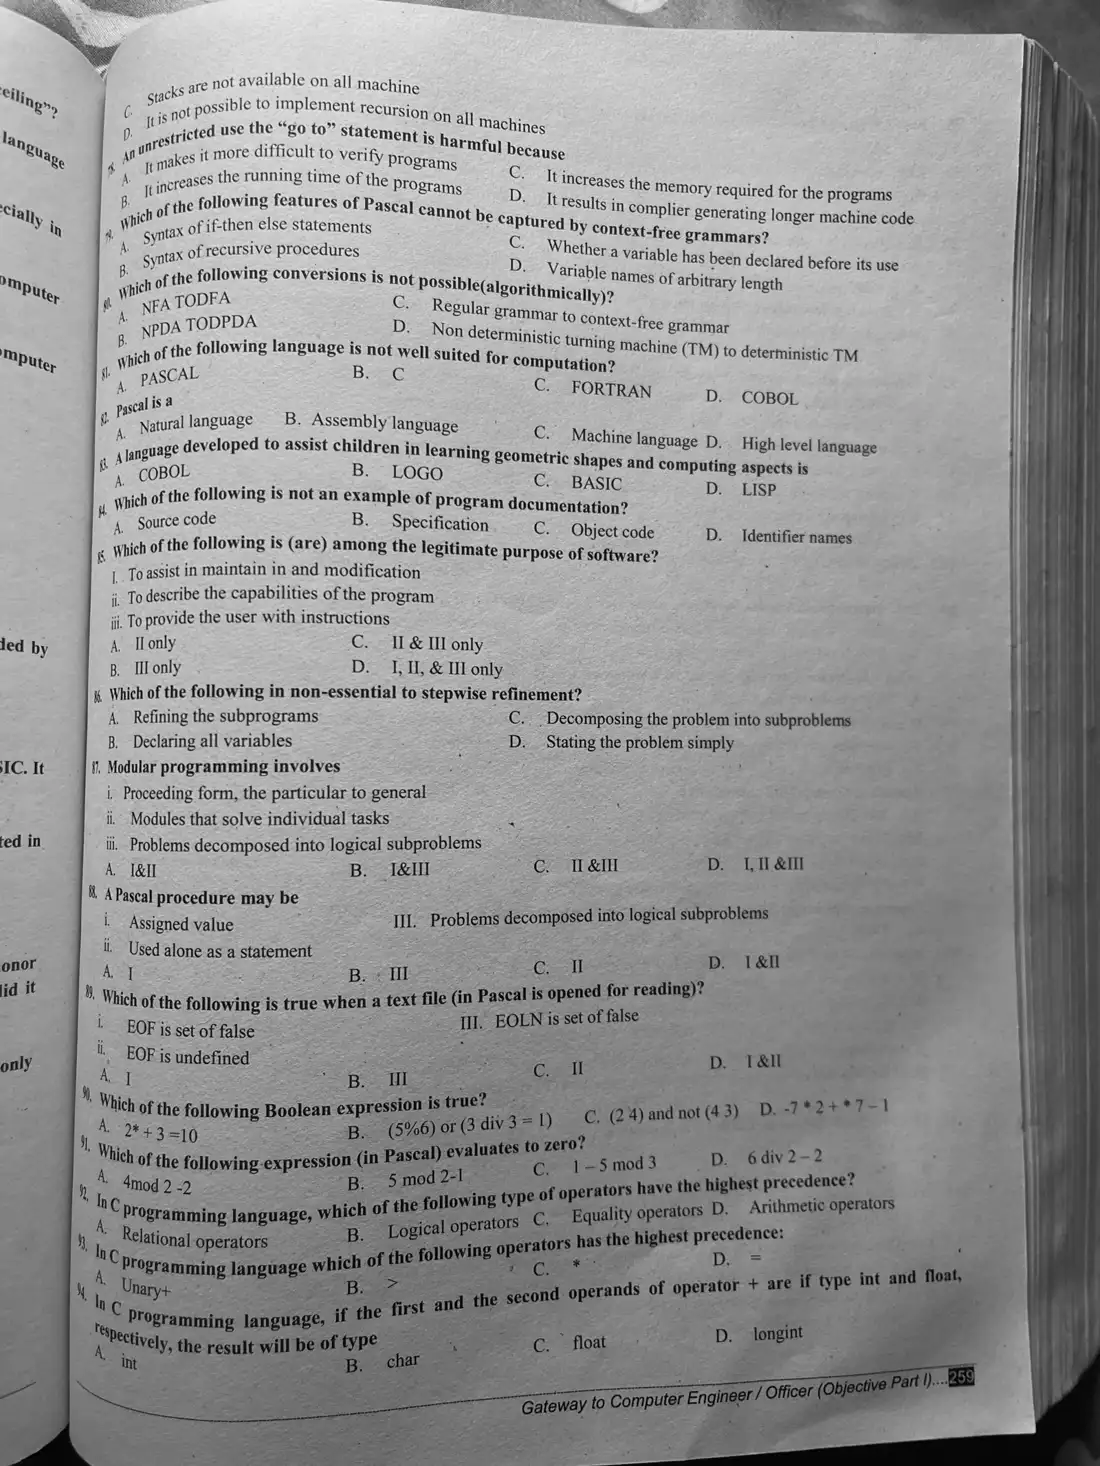 eiling"?
language
ecially in
omputer
mputer
ded by
SIC. It
ted in
onor
lid it
only
C. Stacks are not available on all machine
D. It is not possible to implement recursion on all machines
An unrestricted use the "go to" statement is harmful because
A. It makes it more difficult to verify programs C. It increases the memory required for the programs
B. It increases the running time of the programs D. It results in complier generating longer machine code
79. Which of the following features of Pascal cannot be captured by context-free grammars?
A. Syntax of if-then else statements C. Whether a variable has been declared before its use
B. Syntax of recursive procedures D. Variable names of arbitrary length
80. Which of the following conversions is not possible(algorithmically)?
A. NFA TODFA C. Regular grammar to context-free grammar
B. NPDA TODPDA D. Non deterministic turning machine (TM) to deterministic TM
81. Which of the following language is not well suited for computation?
A. PASCAL B. C C. FORTRAN D. COBOL
82. Pascal is a
A. Natural language B. Assembly language C. Machine language D. High level language
83. A language developed to assist children in learning geometric shapes and computing aspects is
A. COBOL B. LOGO C. BASIC D. LISP
84. Which of the following is not an example of program documentation?
A. Source code B. Specification C. Object code D. Identifier names
85. Which of the following is (are) among the legitimate purpose of software?
I. To assist in maintain in and modification
ii. To describe the capabilities of the program
iii. To provide the user with instructions
A. II only C. II & III only
B. III only D. I, II, & III only
86. Which of the following in non-essential to stepwise refinement?
A. Refining the subprograms C. Decomposing the problem into subproblems
B. Declaring all variables D. Stating the problem simply
87. Modular programming involves
i. Proceeding form, the particular to general
ii. Modules that solve individual tasks
iii. Problems decomposed into logical subproblems
A. I&II B. I&III C. II &III D. I, II &III
88. A Pascal procedure may be
i. Assigned value III. Problems decomposed into logical subproblems
ii. Used alone as a statement
A. I B. III C. II D. I &II
89. Which of the following is true when a text file (in Pascal is opened for reading)?
i. EOF is set of false III. EOLN is set of false
ii. EOF is undefined
A. I B. III C. II D. I &II
90. Which of the following Boolean expression is true?
A. 2* + 3 =10 B. (5%6) or (3 div 3 = 1) C. (2 4) and not (4 3) D. -7 * 2 + * 7 – 1
91. Which of the following expression (in Pascal) evaluates to zero?
A. 4mod 2 -2 B. 5 mod 2-1 C. 1 – 5 mod 3 D. 6 div 2 – 2
92. In C programming language, which of the following type of operators have the highest precedence?
A. Relational operators B. Logical operators C. Equality operators D. Arithmetic operators
93. In C programming language which of the following operators has the highest precedence:
A. Unary+ B. > C. * D. =
94. In C programming language, if the first and the second operands of operator + are if type int and float,
respectively, the result will be of type
A. int B. char C. float D. longint
Gateway to Computer Engineer / Officer (Objective Part I)....259